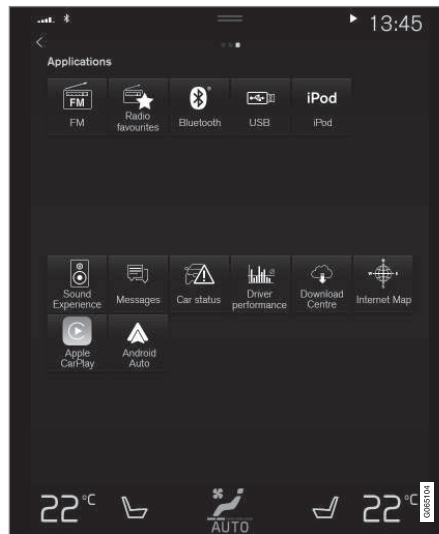 13:45
Applications
FM
iPod
FM
Radio
favourites
Bluetooth
USB
iPod
Sound
Experience
Messages
Car status
Driver
performance
Download
Centre
Internet Map
Apple
CarPlay
Android
Auto
22°C
AUTO
22°C
G065104